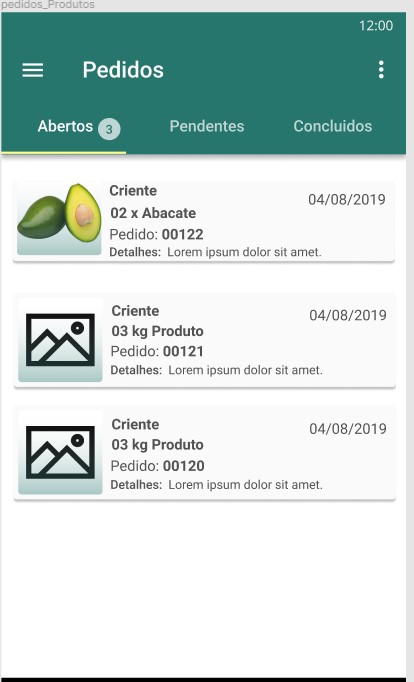 pedidos_Produtos
12:00
Pedidos
Abertos 3 Pendentes Concluidos
Criente 04/08/2019
02 x Abacate
Pedido: 00122
Detalhes: Lorem ipsum dolor sit amet.
Criente 04/08/2019
03 kg Produto
Pedido: 00121
Detalhes: Lorem ipsum dolor sit amet.
Criente 04/08/2019
03 kg Produto
Pedido: 00120
Detalhes: Lorem ipsum dolor sit amet.